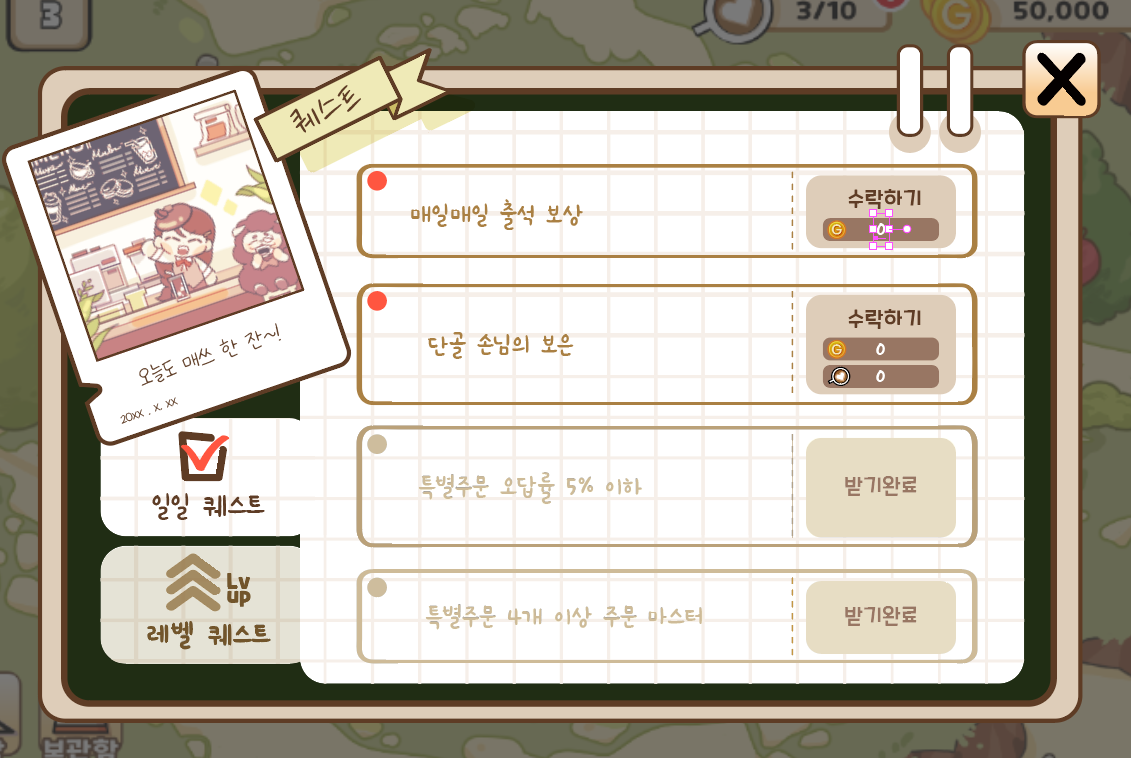 3
3/10
G
50,000
퀘스트
X
오늘도 매쓰 한 잔~!
20xx . x. xx
매일매일 출석 보상
수락하기
G 0
단골 손님의 보은
수락하기
G 0
0
특별주문 오답률 5% 이하
받기완료
특별주문 4개 이상 주문 마스터
받기완료
일일 퀘스트
Lv
up
레벨 퀘스트
보관함